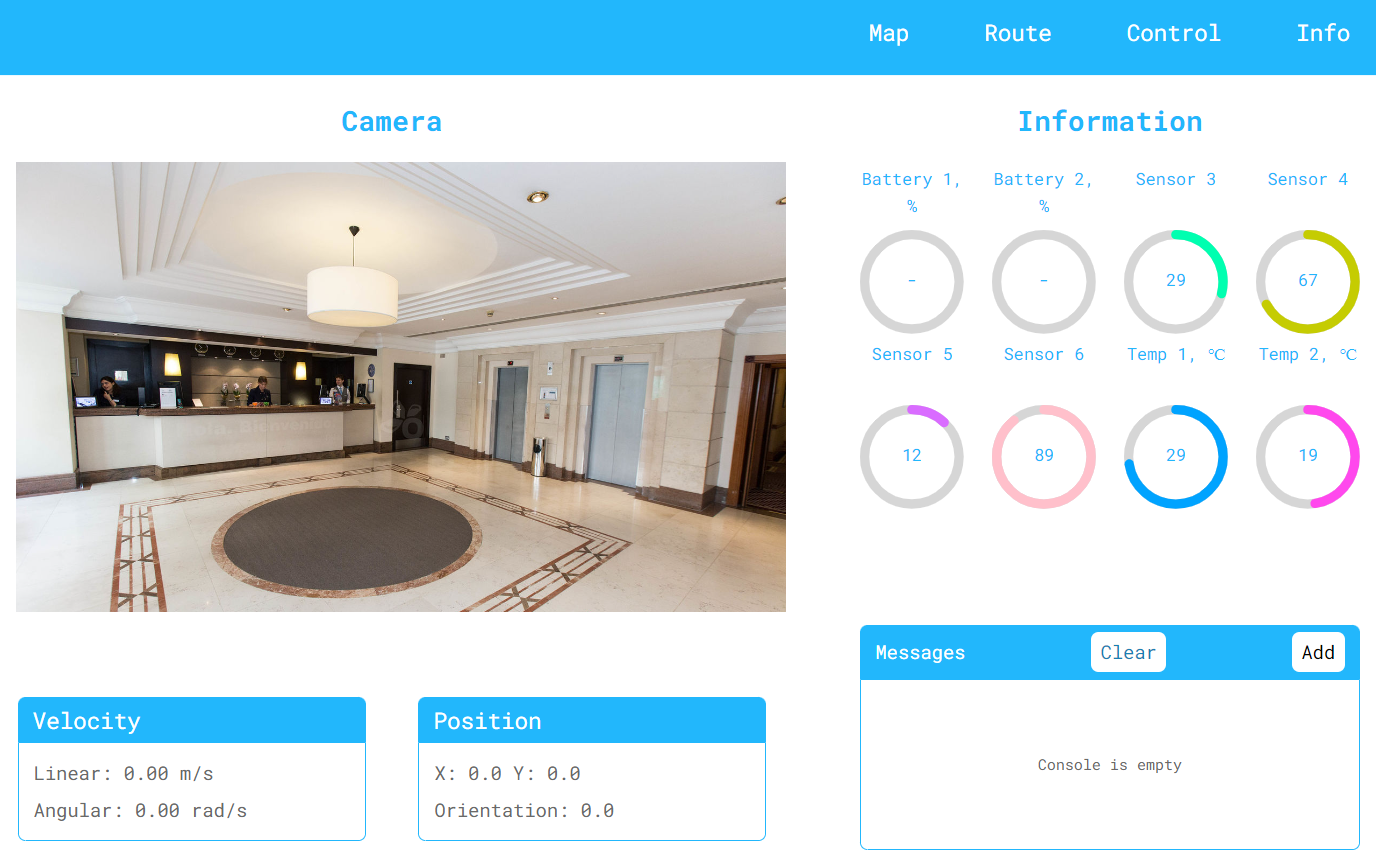 Map Route Control Info
Camera
Information
Battery 1, %
Battery 2, %
Sensor 3
Sensor 4
-
-
29
67
Sensor 5
Sensor 6
Temp 1, ℃
Temp 2, ℃
12
89
29
19
Messages Clear Add
Console is empty
Velocity
Linear: 0.00 m/s
Angular: 0.00 rad/s
Position
X: 0.0 Y: 0.0
Orientation: 0.0